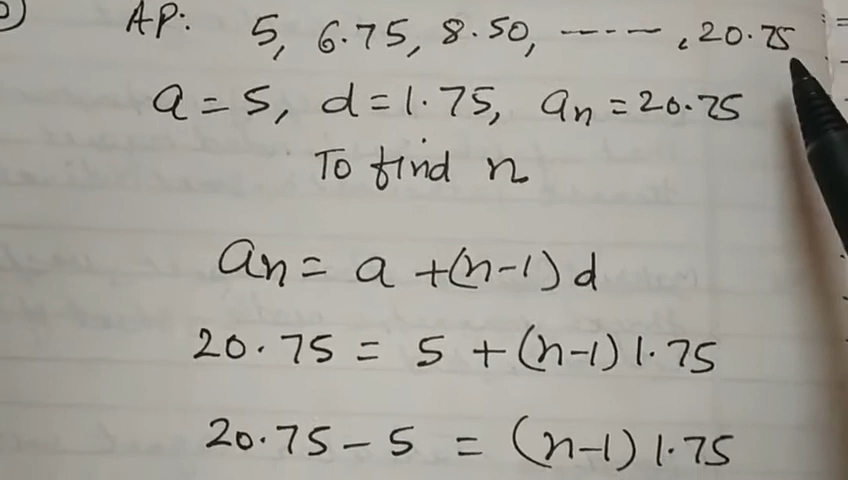 AP: 5, 6.75, 8.50, ------, 20.75
a = 5, d = 1.75, an = 20.75
To find n
an = a + (n-1) d
20.75 = 5 + (n-1) 1.75
20.75 - 5 = (n-1) 1.75